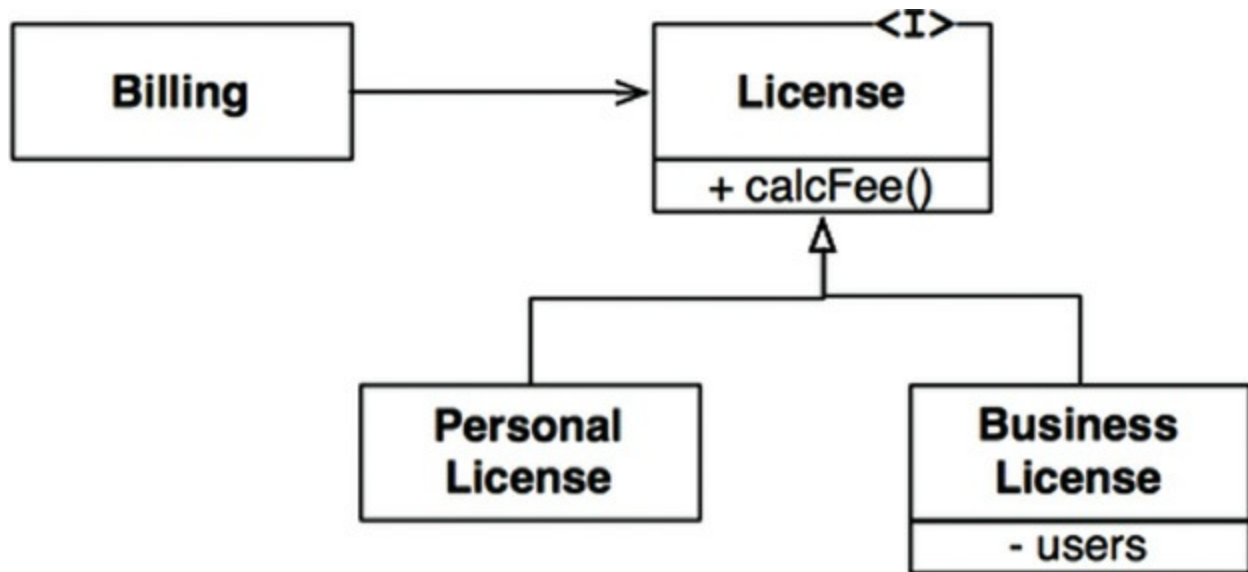 <I>
Billing
License
+ calcFee()
Personal
License
Business
License
- users